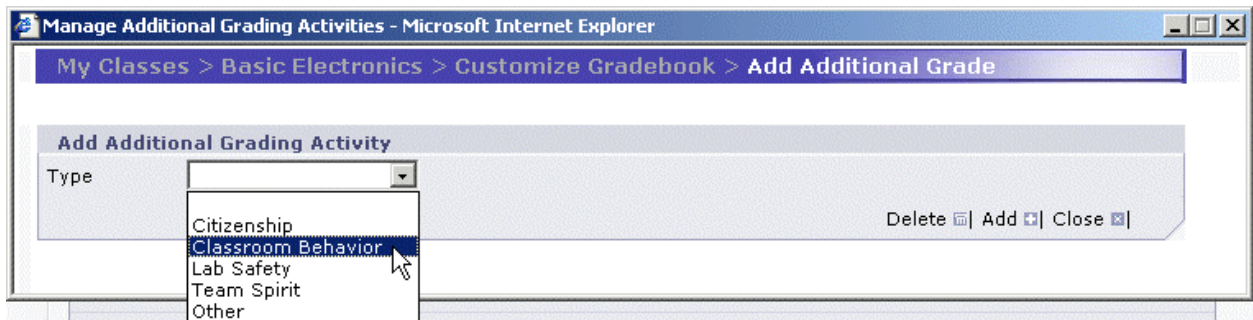 Manage Additional Grading Activities - Microsoft Internet Explorer
My Classes > Basic Electronics > Customize Gradebook > Add Additional Grade
Add Additional Grading Activity
Type
Citizenship
Classroom Behavior
Lab Safety
Team Spirit
Other
Delete | Add | Close |